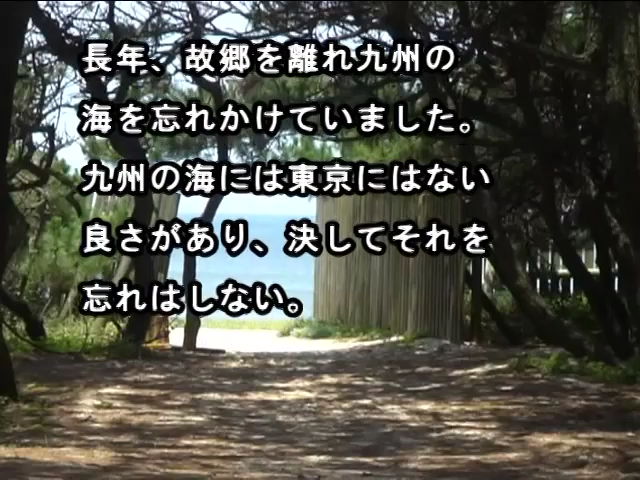 長年、故郷を離れ九州の
海を忘れかけていました。
九州の海には東京にはない
良さがあり、決してそれを
忘れはしない。